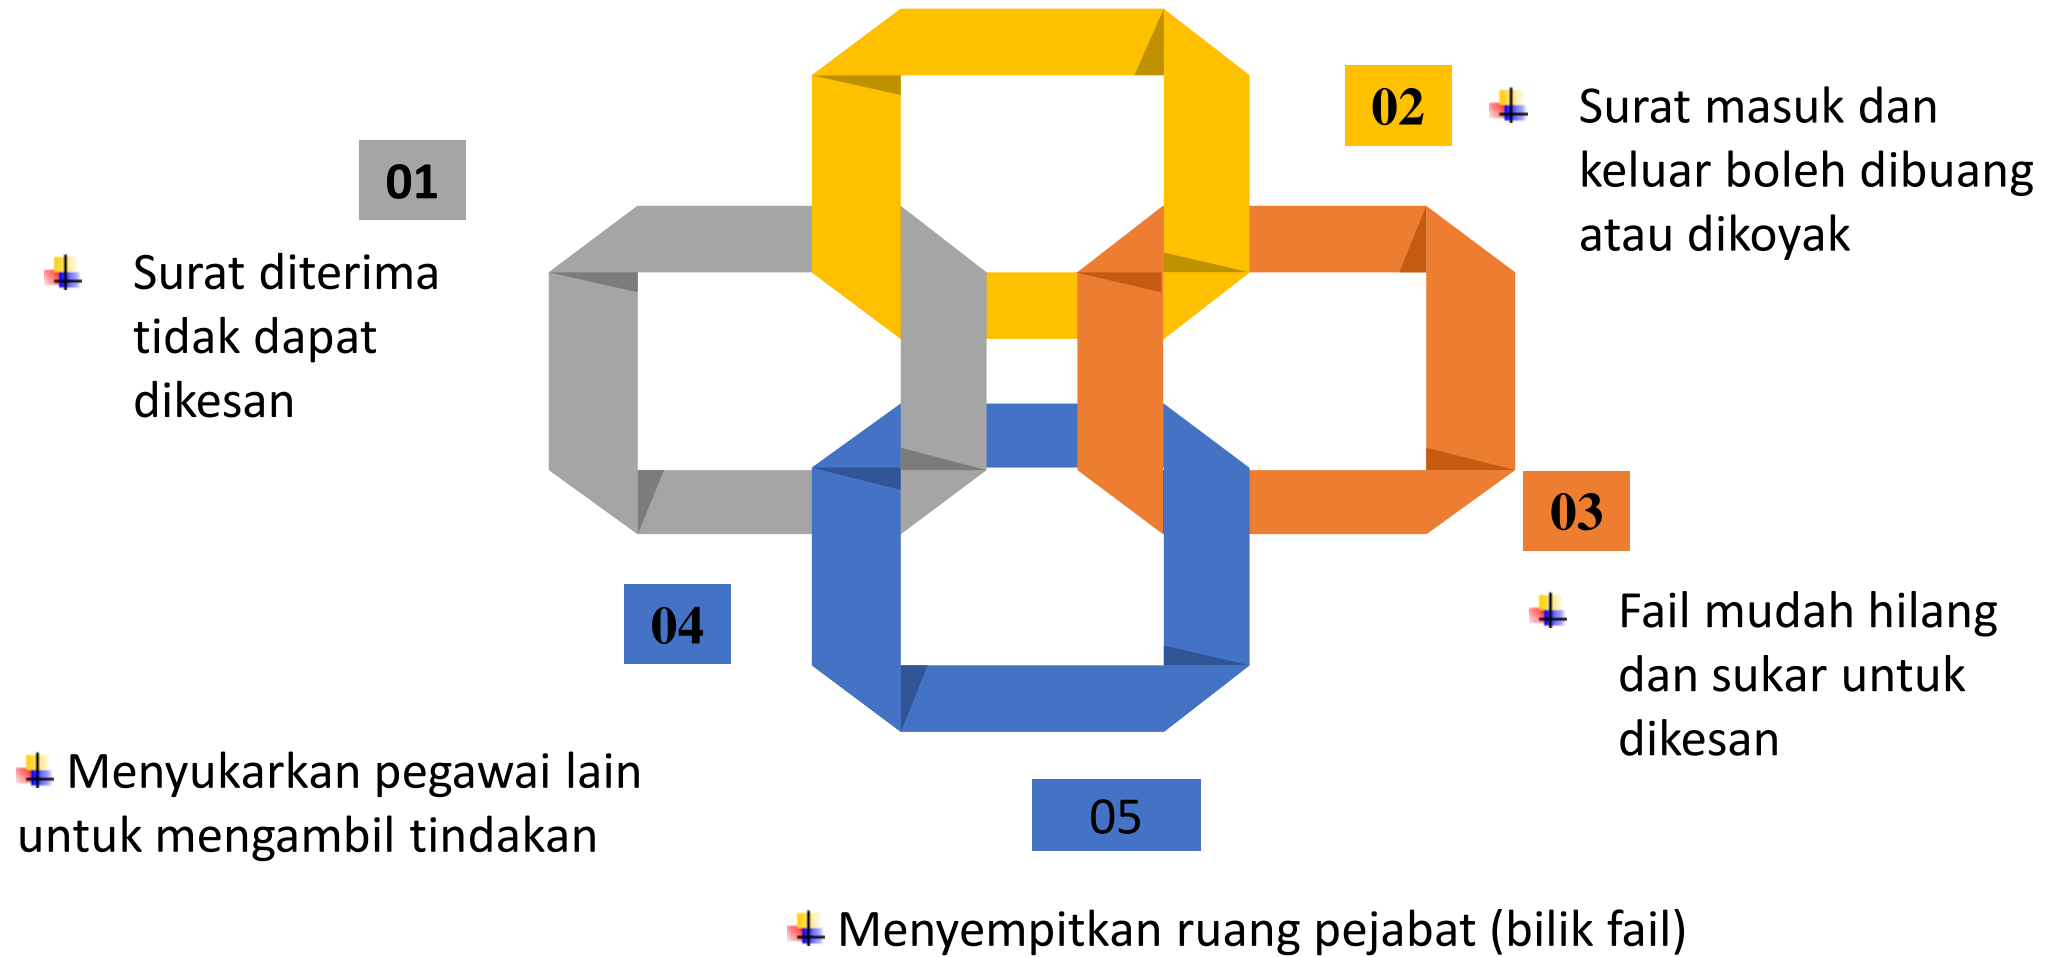 01
Surat diterima
tidak dapat
dikesan
02
Surat masuk dan
keluar boleh dibuang
atau dikoyak
03
Fail mudah hilang
dan sukar untuk
dikesan
04
Menyukarkan pegawai lain
untuk mengambil tindakan
05
Menyempitkan ruang pejabat (bilik fail)